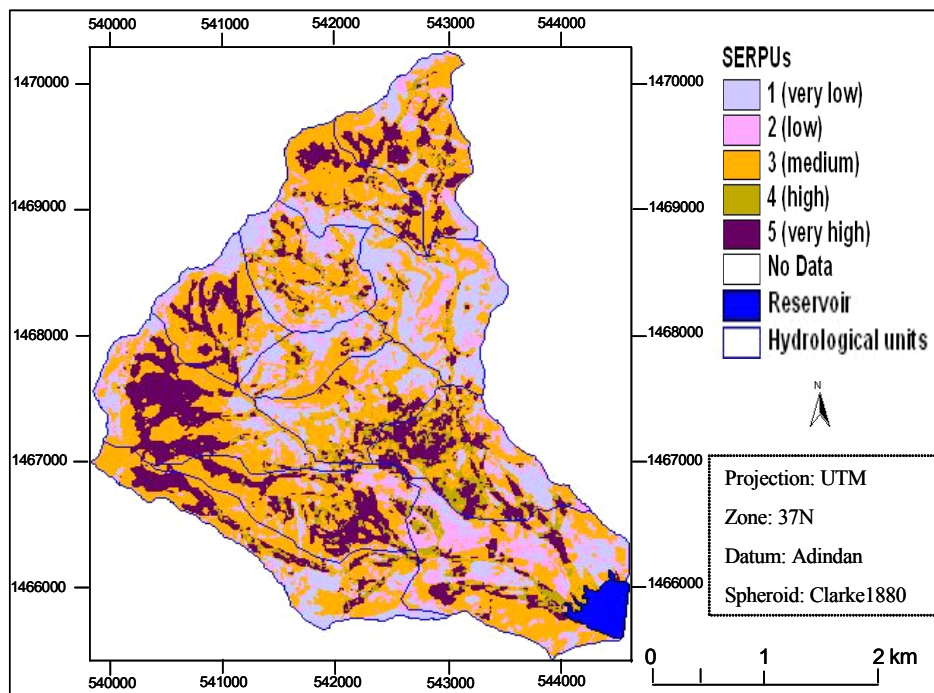 540000 541000 542000 543000 544000
1470000
1469000
1468000
1467000
1466000
1470000
1469000
1468000
1467000
1466000
540000 541000 542000 543000 544000
SERPUs
1 (very low)
2 (low)
3 (medium)
4 (high)
5 (very high)
No Data
Reservoir
Hydrological units
N
Projection: UTM
Zone: 37N
Datum: Adindan
Spheroid: Clarke1880
0 1 2 km